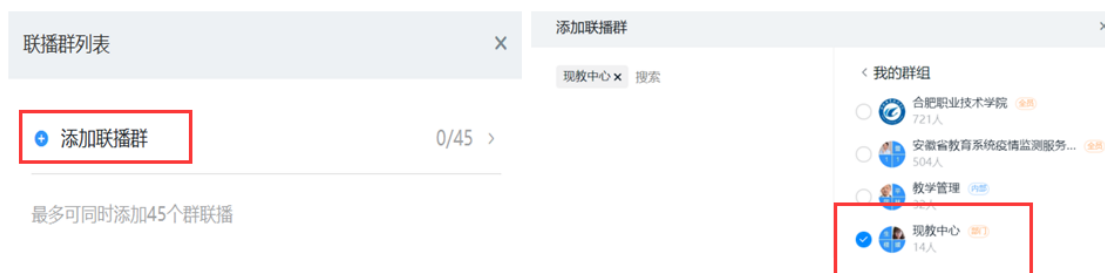 联播群列表
添加联播群 0/45
最多可同时添加45个群联播
添加联播群
现教中心 搜索
我的群组
合肥职业技术学院 全员
721人
安徽省教育系统疫情监测服务... 全员
504人
教学管理 内部
32人
现教中心 部门
14人